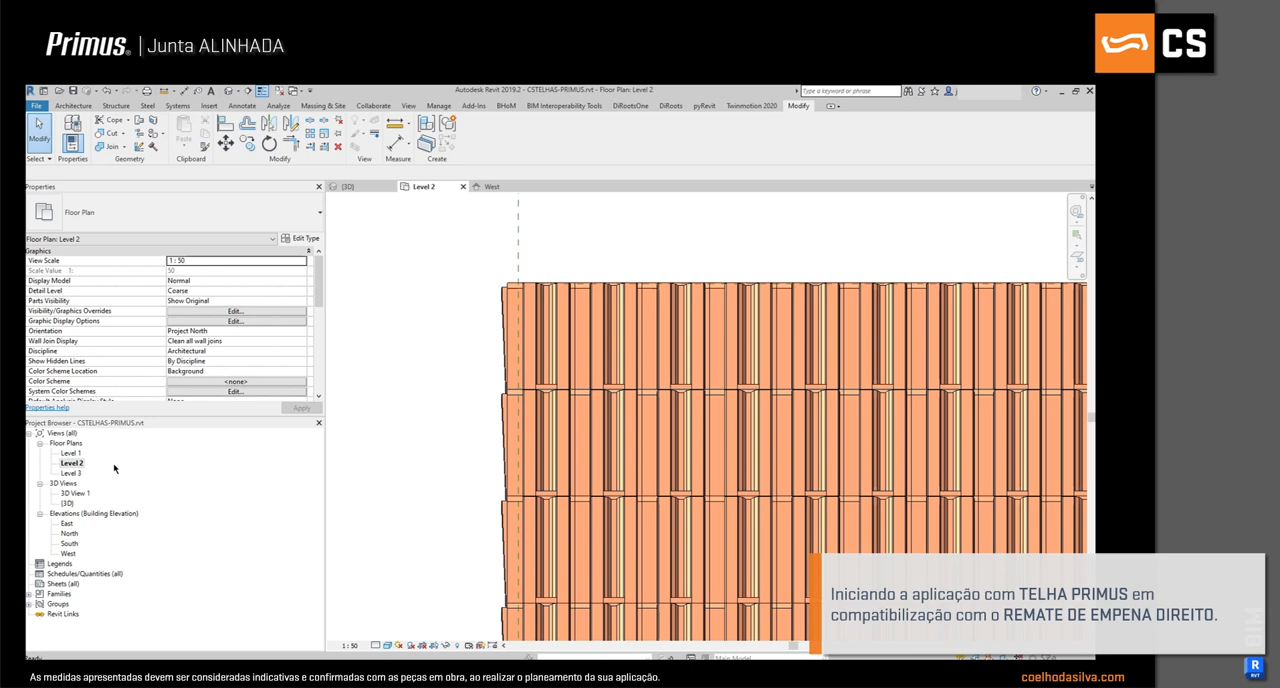 Primus® | Junta ALINHADA
CS
Autodesk Revit 2019.2 - CSTELHAS-PRIMUS.rvt - Floor Plan: Level 2
Type a keyword or phrase
File Architecture Structure Steel Systems Insert Annotate Analyze Massing & Site Collaborate View Manage Add-Ins BHoM BIM Interoperability Tools DiRootsOne DiRoots pyRevit Twinmotion 2020 Modify
Modify Cope Cut Join Paste
Select Properties Geometry Clipboard Modify View Measure Create
Properties
{3D} Level 2 West
Floor Plan
Floor Plan: Level 2 Edit Type
Graphics
View Scale 1 : 50
Scale Value 1: 50
Display Model Normal
Detail Level Coarse
Parts Visibility Show Original
Visibility/Graphics Overrides Edit...
Graphic Display Options Edit...
Orientation Project North
Wall Join Display Clean all wall joins
Discipline Architectural
Show Hidden Lines By Discipline
Color Scheme Location Background
Color Scheme <none>
System Color Schemes Edit...
Properties help Apply
Project Browser - CSTELHAS-PRIMUS.rvt
Views (all)
Floor Plans
Level 1
Level 2
Level 3
3D Views
3D View 1
{3D}
Elevations (Building Elevation)
East
North
South
West
Legends
Schedules/Quantities (all)
Sheets (all)
Families
Groups
Revit Links
Iniciando a aplicação com TELHA PRIMUS em
compatibilização com o REMATE DE EMPENA DIREITO.
BIM
1 : 50
Main Model
R
RVT
As medidas apresentadas devem ser consideradas indicativas e confirmadas com as peças em obra, ao realizar o planeamento da sua aplicação.
coelhodasilva.com